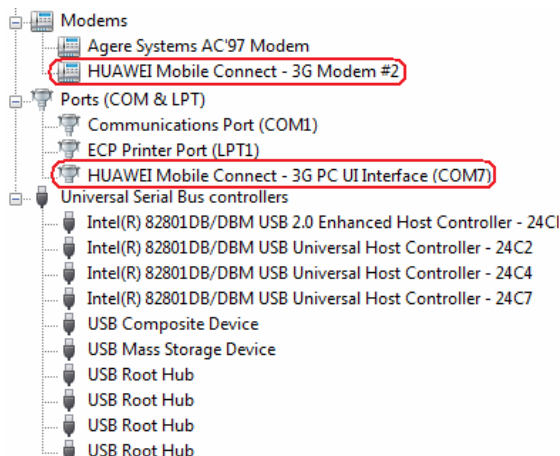 Modems
Agere Systems AC'97 Modem
HUAWEI Mobile Connect - 3G Modem #2
Ports (COM & LPT)
Communications Port (COM1)
ECP Printer Port (LPT1)
HUAWEI Mobile Connect - 3G PC UI Interface (COM7)
Universal Serial Bus controllers
Intel(R) 82801DB/DBM USB 2.0 Enhanced Host Controller - 24C
Intel(R) 82801DB/DBM USB Universal Host Controller - 24C2
Intel(R) 82801DB/DBM USB Universal Host Controller - 24C4
Intel(R) 82801DB/DBM USB Universal Host Controller - 24C7
USB Composite Device
USB Mass Storage Device
USB Root Hub
USB Root Hub
USB Root Hub
USB Root Hub